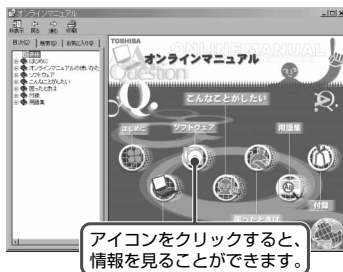 オンラインマニュアル
非表示 戻る 進む 印刷
目次(C) 検索(S) お気に入り(I)
はじめに
オンラインマニュアルの使いかた
ソフトウェア
こんなことがしたい
困ったときは
付録
用語集
TOSHIBA
ONLINE MANUAL
オンラインマニュアル
Question
Q.
こんなことがしたい
はじめに
ソフトウェア
用語集
困ったときは
付録
アイコンをクリックすると、
情報を見ることができます。